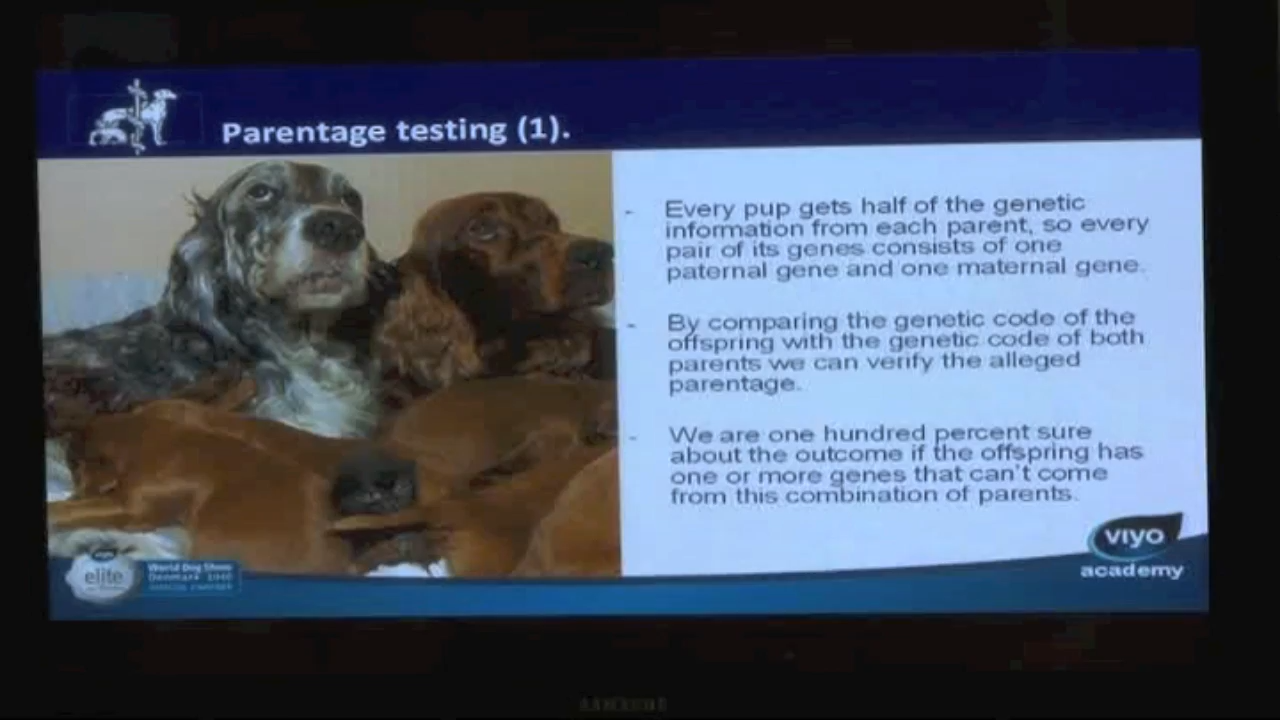 Parentage testing (1).
- Every pup gets half of the genetic
information from each parent, so every
pair of its genes consists of one
paternal gene and one maternal gene.
- By comparing the genetic code of the
offspring with the genetic code of both
parents we can verify the alleged
parentage.
- We are one hundred percent sure
about the outcome if the offspring has
one or more genes that can't come
from this combination of parents.
viyo
academy
elite
World Dog Show
Denmark